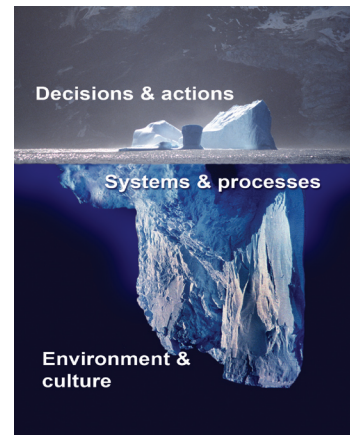 Decisions & actions
Systems & processes
Environment &
culture